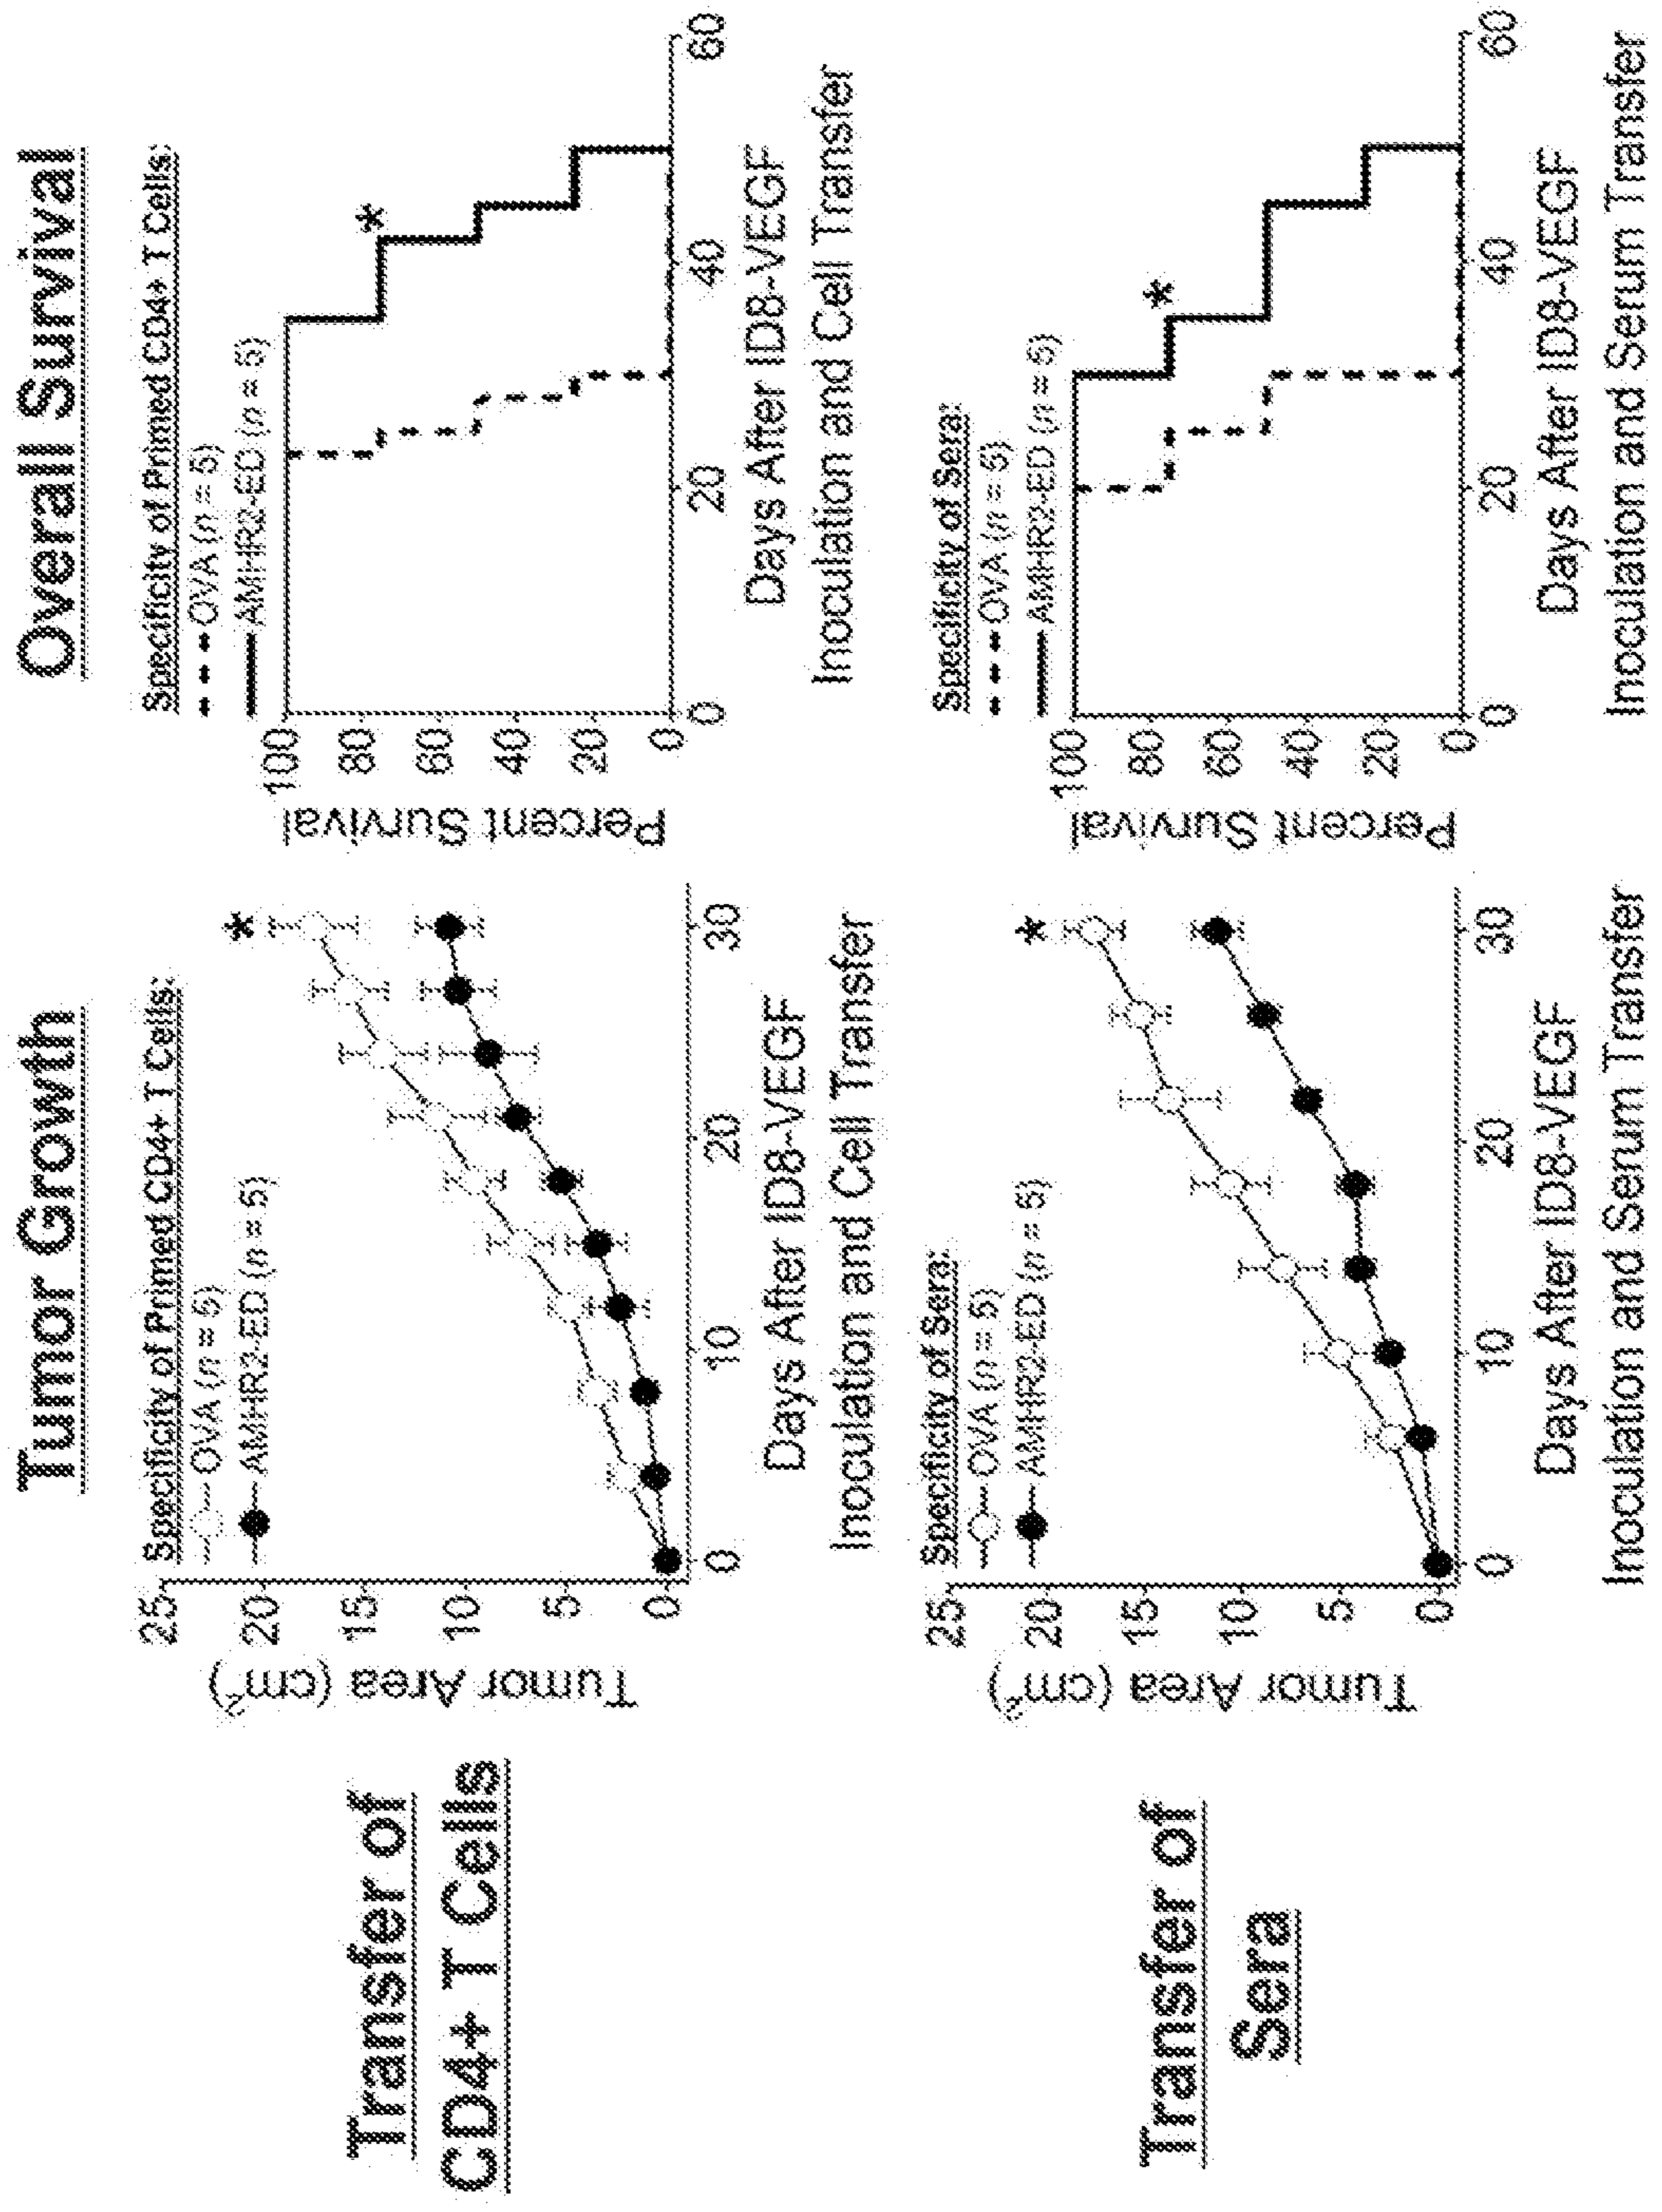 Tumor Growth
Overall Survival
Transfer of
CD4+ T Cells
Specificity of Primed CD4+ T Cells:
OVA (n = 5)
AMHR2-ED (n = 5)
Tumor Area (cm²)
25
20
15
10
5
0
*
0
10
20
30
Days After ID8-VEGF
Inoculation and Cell Transfer
Specificity of Primed CD4+ T Cells:
OVA (n = 5)
AMHR2-ED (n = 5)
Percent Survival
100
80
60
40
20
0
*
0
20
40
60
Days After ID8-VEGF
Inoculation and Cell Transfer
Transfer of
Sera
Specificity of Sera:
OVA (n = 5)
AMHR2-ED (n = 5)
Tumor Area (cm²)
25
20
15
10
5
0
*
0
10
20
30
Days After ID8-VEGF
Inoculation and Serum Transfer
Specificity of Sera:
OVA (n = 5)
AMHR2-ED (n = 5)
Percent Survival
100
80
60
40
20
0
*
0
20
40
60
Days After ID8-VEGF
Inoculation and Serum Transfer